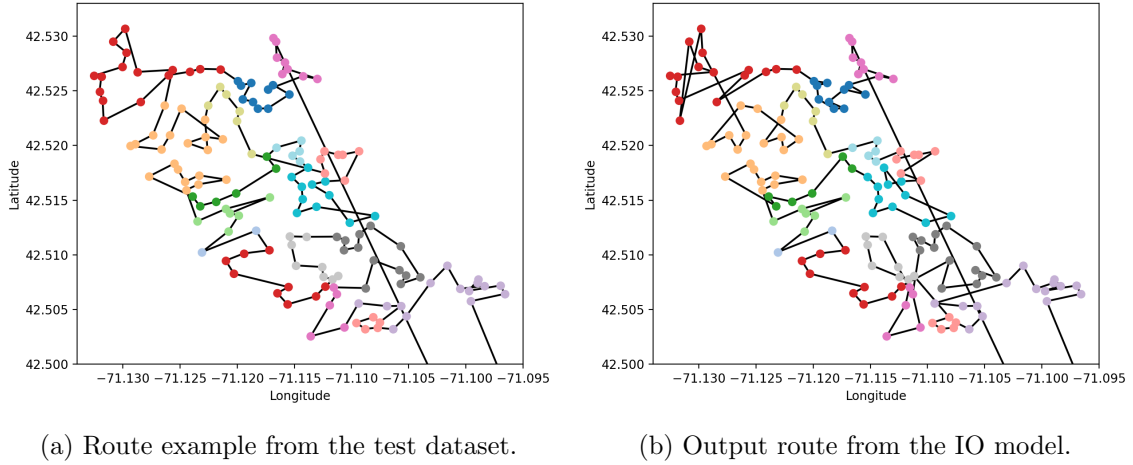 42.530
42.525
42.520
42.515
42.510
42.505
42.500
Latitude
−71.130 −71.125 −71.120 −71.115 −71.110 −71.105 −71.100 −71.095
Longitude
(a) Route example from the test dataset.
42.530
42.525
42.520
42.515
42.510
42.505
42.500
Latitude
−71.130 −71.125 −71.120 −71.115 −71.110 −71.105 −71.100 −71.095
Longitude
(b) Output route from the IO model.